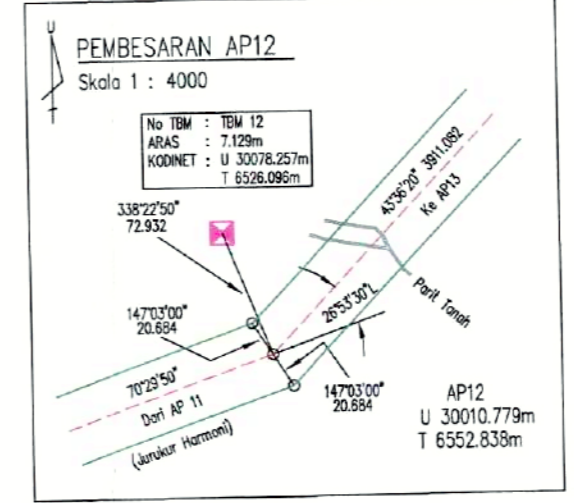 U
PEMBESARAN AP12
Skala 1 : 4000
No TBM : TBM 12
ARAS : 7.129m
KODINET : U 30078.257m
T 6526.096m
338°22'50"
72.932
43°36'20" 3911.082
Ke AP13
147°03'00"
20.684
26°53'30"L
Parit Tanah
70°29'50"
Dari AP 11
(Jurukur Harmoni)
147°03'00"
20.684
AP12
U 30010.779m
T 6552.838m